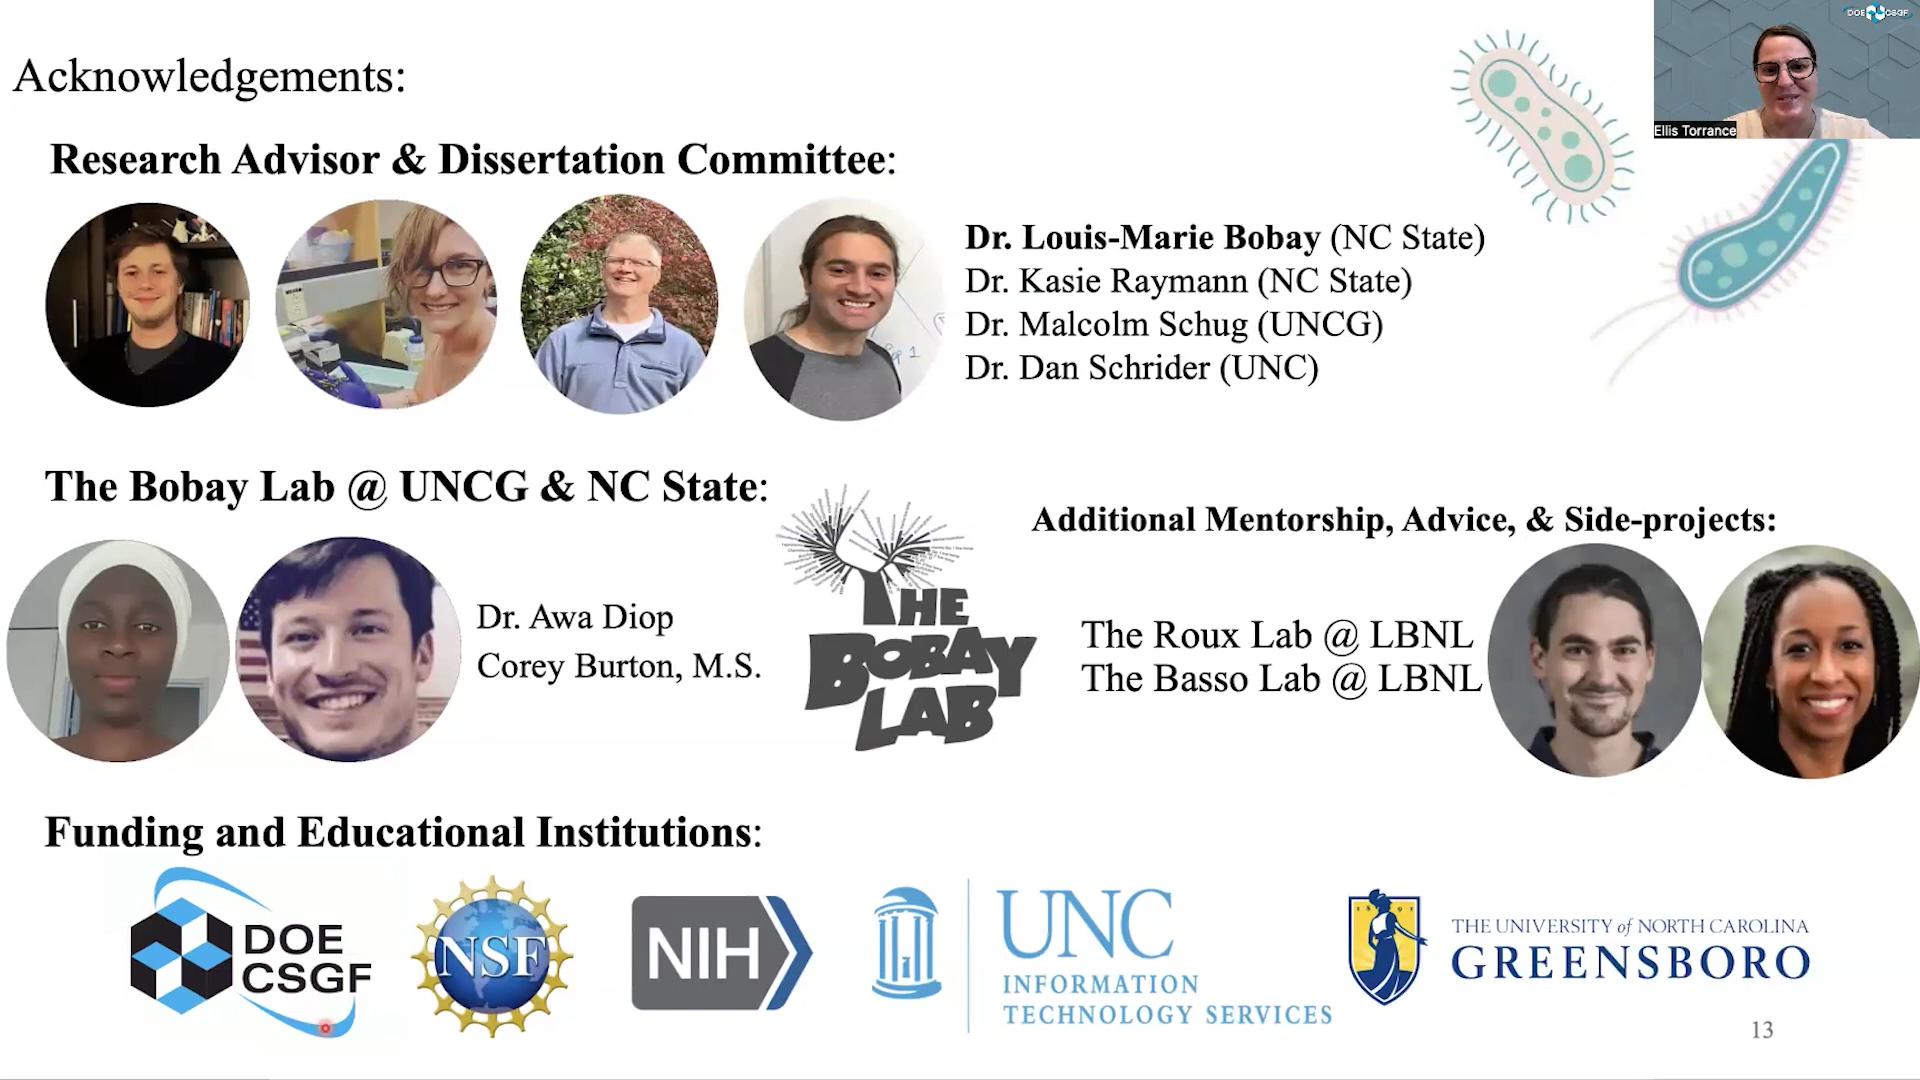 Acknowledgements:
DOE CSGF
Ellis Torrance
Research Advisor & Dissertation Committee:
Dr. Louis-Marie Bobay (NC State)
Dr. Kasie Raymann (NC State)
Dr. Malcolm Schug (UNCG)
Dr. Dan Schrider (UNC)
The Bobay Lab @ UNCG & NC State:
Dr. Awa Diop
Corey Burton, M.S.
THE
BOBAY
LAB
Additional Mentorship, Advice, & Side-projects:
The Roux Lab @ LBNL
The Basso Lab @ LBNL
Funding and Educational Institutions:
DOE
CSGF
NSF
NIH
UNC
INFORMATION
TECHNOLOGY SERVICES
1891
THE UNIVERSITY of NORTH CAROLINA
GREENSBORO
13